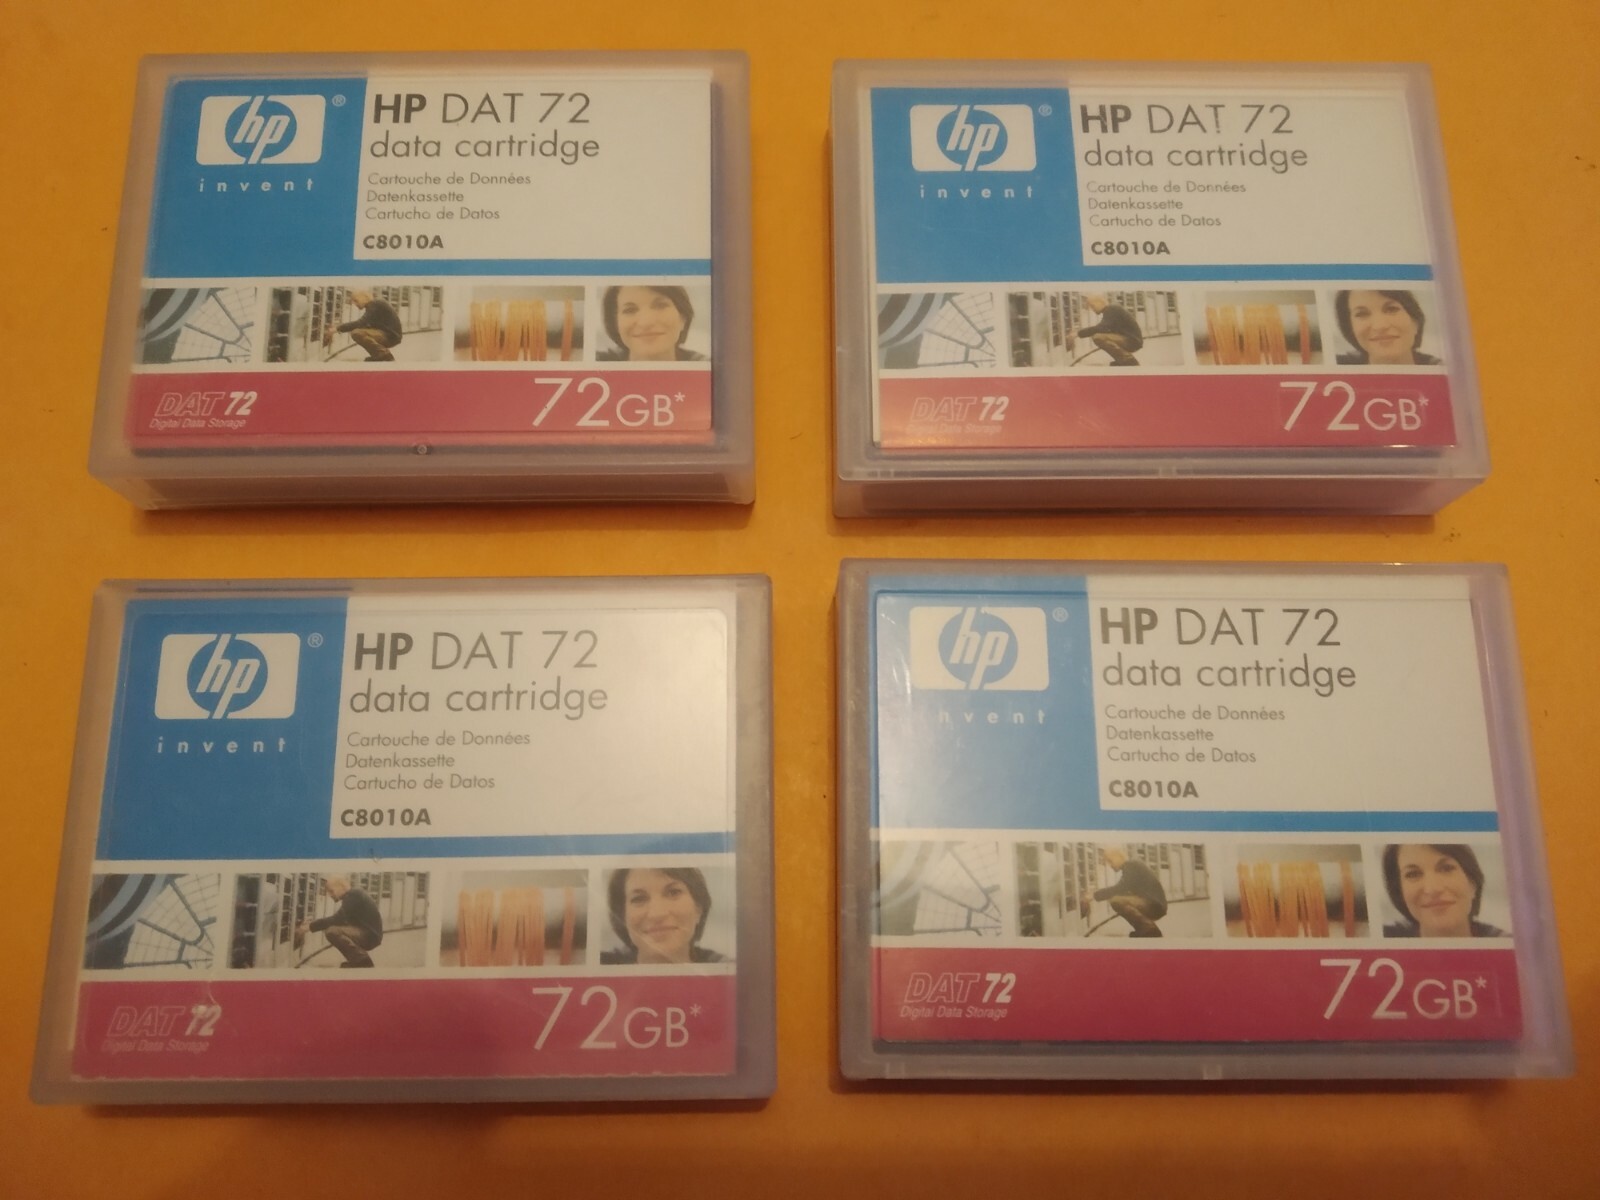 hp®
invent
HP DAT 72
data cartridge
Cartouche de Données
Datenkassette
Cartucho de Datos
C8010A
DAT 72
Digital Data Storage
72GB*
hp®
invent
HP DAT 72
data cartridge
Cartouche de Données
Datenkassette
Cartucho de Datos
C8010A
DAT 72
Digital Data Storage
72GB*
hp®
invent
HP DAT 72
data cartridge
Cartouche de Données
Datenkassette
Cartucho de Datos
C8010A
DAT 72
Digital Data Storage
72GB*
hp®
invent
HP DAT 72
data cartridge
Cartouche de Données
Datenkassette
Cartucho de Datos
C8010A
DAT 72
Digital Data Storage
72GB*